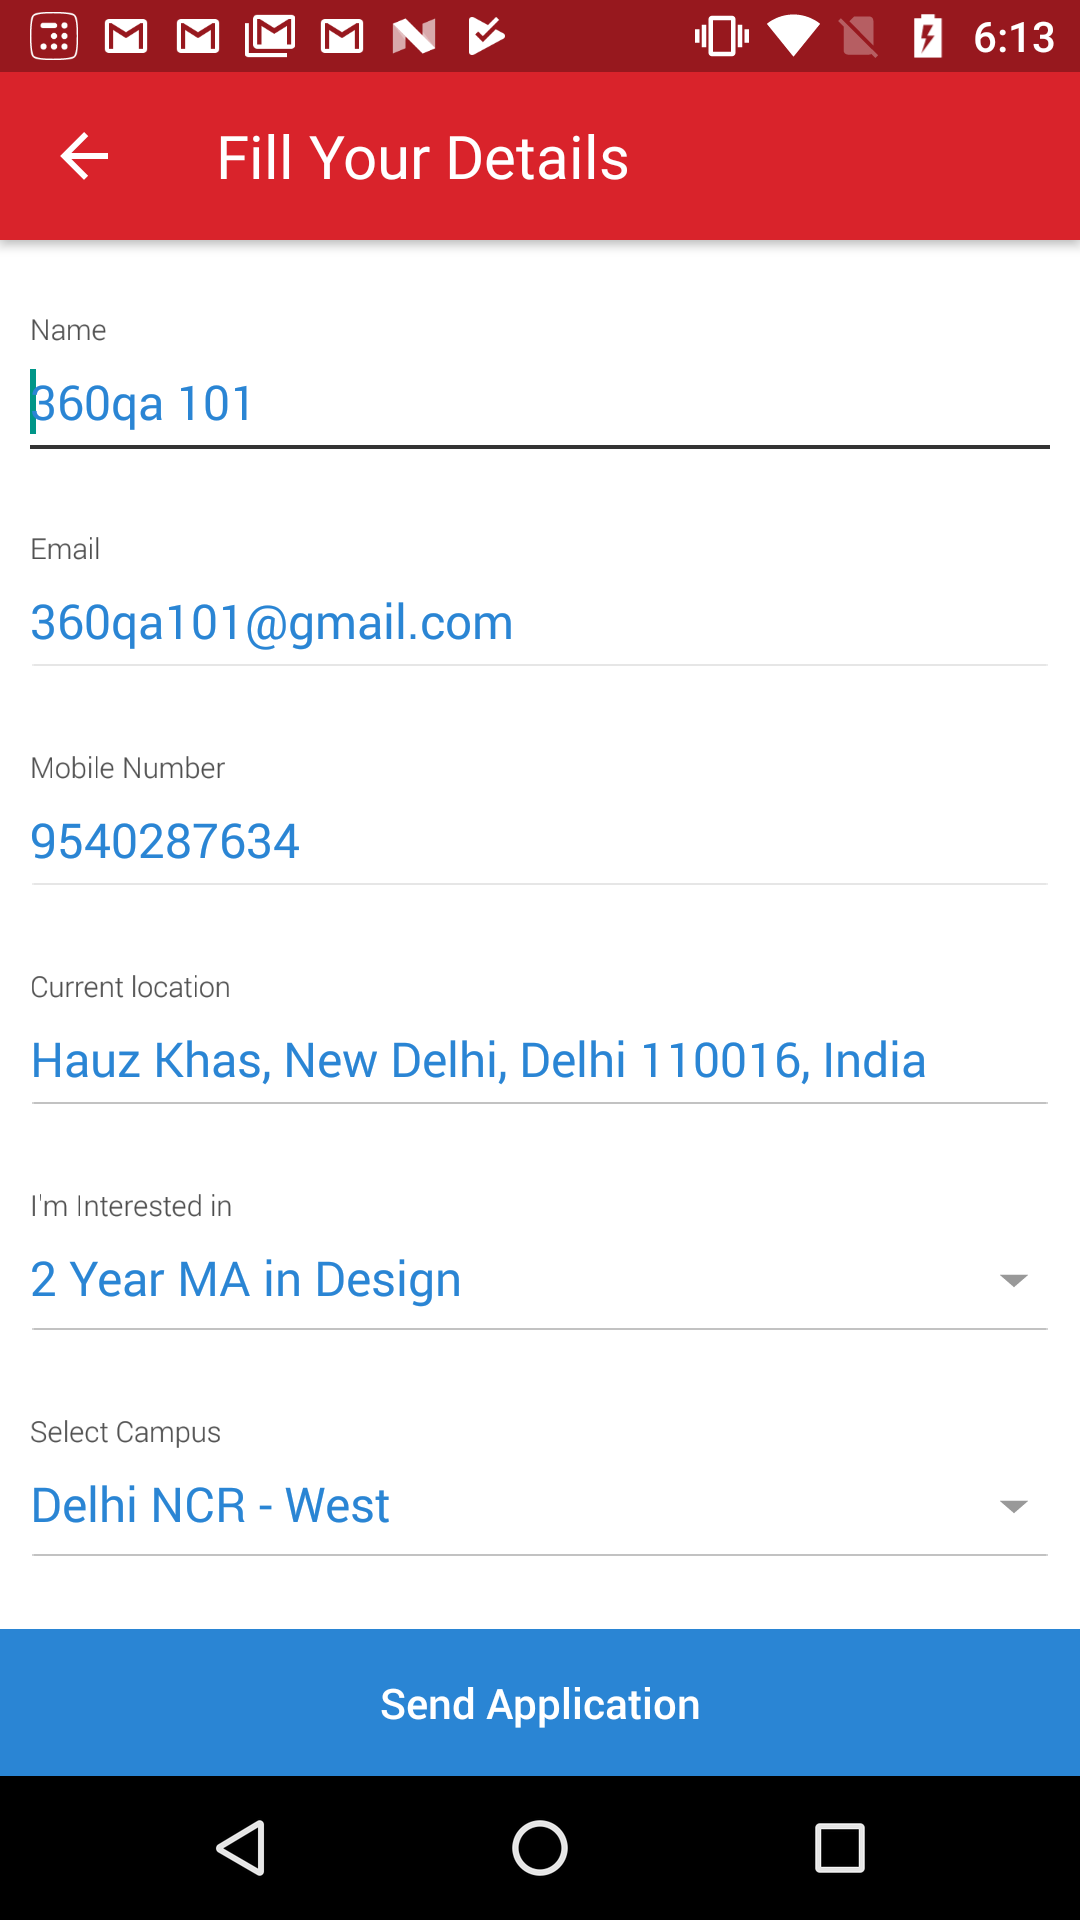 6:13
Fill Your Details
Name
360qa 101
Email
360qa101@gmail.com
Mobile Number
9540287634
Current location
Hauz Khas, New Delhi, Delhi 110016, India
I'm Interested in
2 Year MA in Design
Select Campus
Delhi NCR - West
Send Application